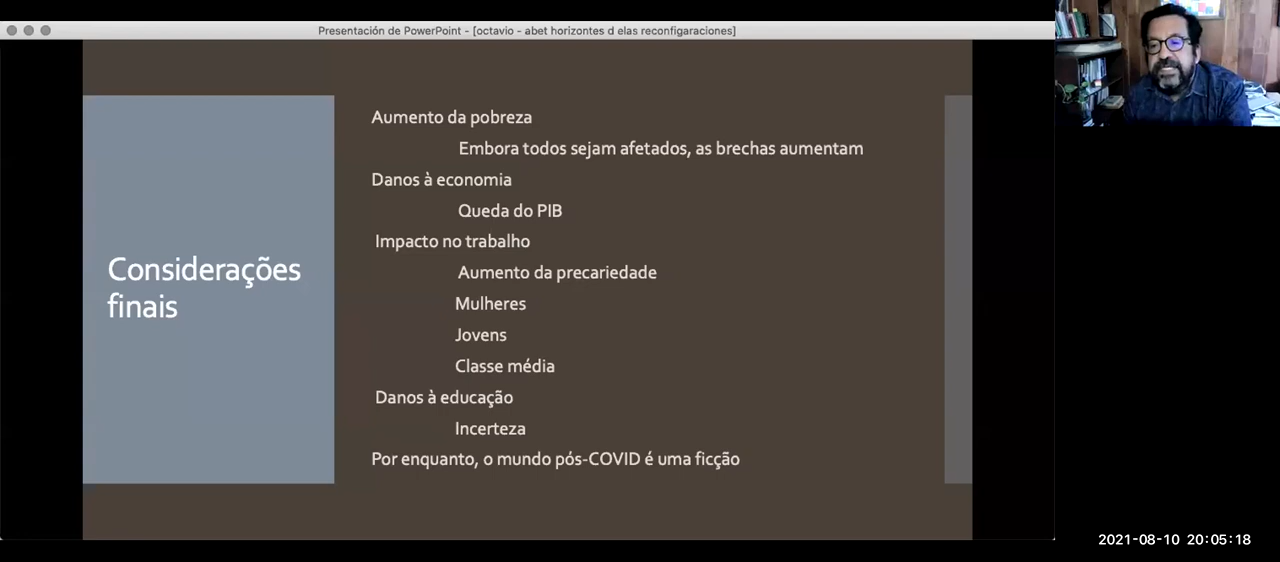 Presentación de PowerPoint - [octavio - abet horizontes d elas reconfigaraciones]
Considerações
finais
Aumento da pobreza
Embora todos sejam afetados, as brechas aumentam
Danos à economia
Queda do PIB
Impacto no trabalho
Aumento da precariedade
Mulheres
Jovens
Classe média
Danos à educação
Incerteza
Por enquanto, o mundo pós-COVID é uma ficção
2021-08-10 20:05:18